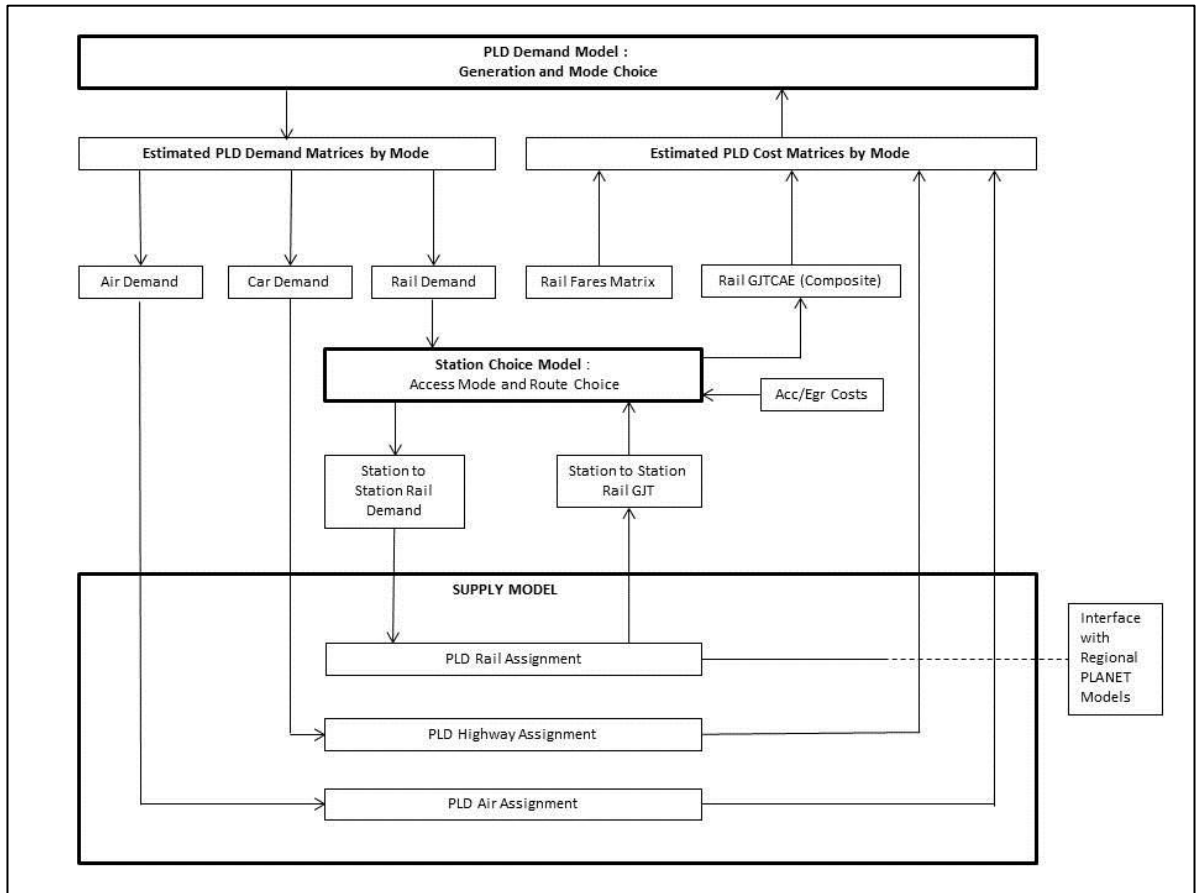 PLD Demand Model :
Generation and Mode Choice
Estimated PLD Demand Matrices by Mode
Estimated PLD Cost Matrices by Mode
Air Demand
Car Demand
Rail Demand
Rail Fares Matrix
Rail GJTCAE (Composite)
Station Choice Model :
Access Mode and Route Choice
Acc/Egr Costs
Station to
Station Rail
Demand
Station to Station
Rail GJT
SUPPLY MODEL
PLD Rail Assignment
Interface
with
Regional
PLANET
Models
PLD Highway Assignment
PLD Air Assignment